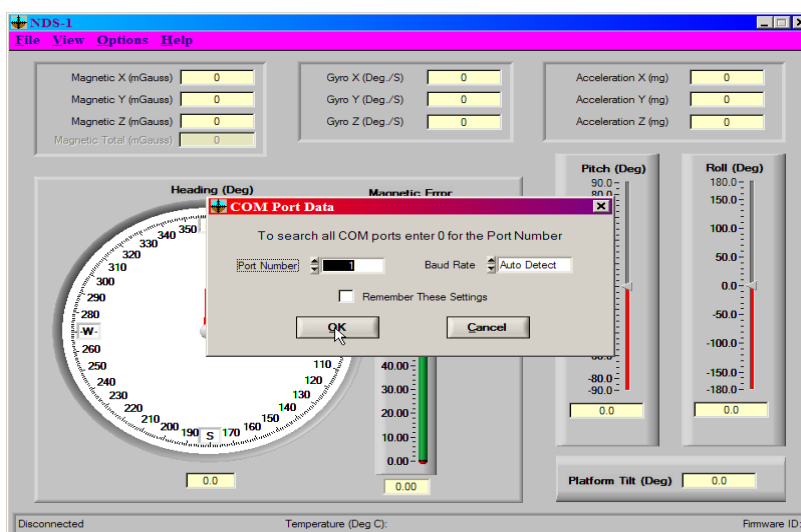 NDS-1
File View Options Help
Magnetic X (mGauss) 0
Magnetic Y (mGauss) 0
Magnetic Z (mGauss) 0
Magnetic Total (mGauss) 0
Gyro X (Deg./S) 0
Gyro Y (Deg./S) 0
Gyro Z (Deg./S) 0
Acceleration X (mg) 0
Acceleration Y (mg) 0
Acceleration Z (mg) 0
Heading (Deg)
350
340
330
320
310
300
290
280
-W-
260
250
240
230
220
210
200
190
S
170
160
150
140
130
120
110
0.0
Magnetic Error
40.00
30.00
20.00
10.00
0.00
0.00
COM Port Data
To search all COM ports enter 0 for the Port Number
Port Number 1
Baud Rate Auto Detect
Remember These Settings
OK
Cancel
Pitch (Deg)
90.0
80.0
-80.0
-90.0
0.0
Roll (Deg)
180.0
150.0
100.0
50.0
0.0
-50.0
-100.0
-150.0
-180.0
0.0
Platform Tilt (Deg) 0.0
Disconnected
Temperature (Deg C):
Firmware ID: